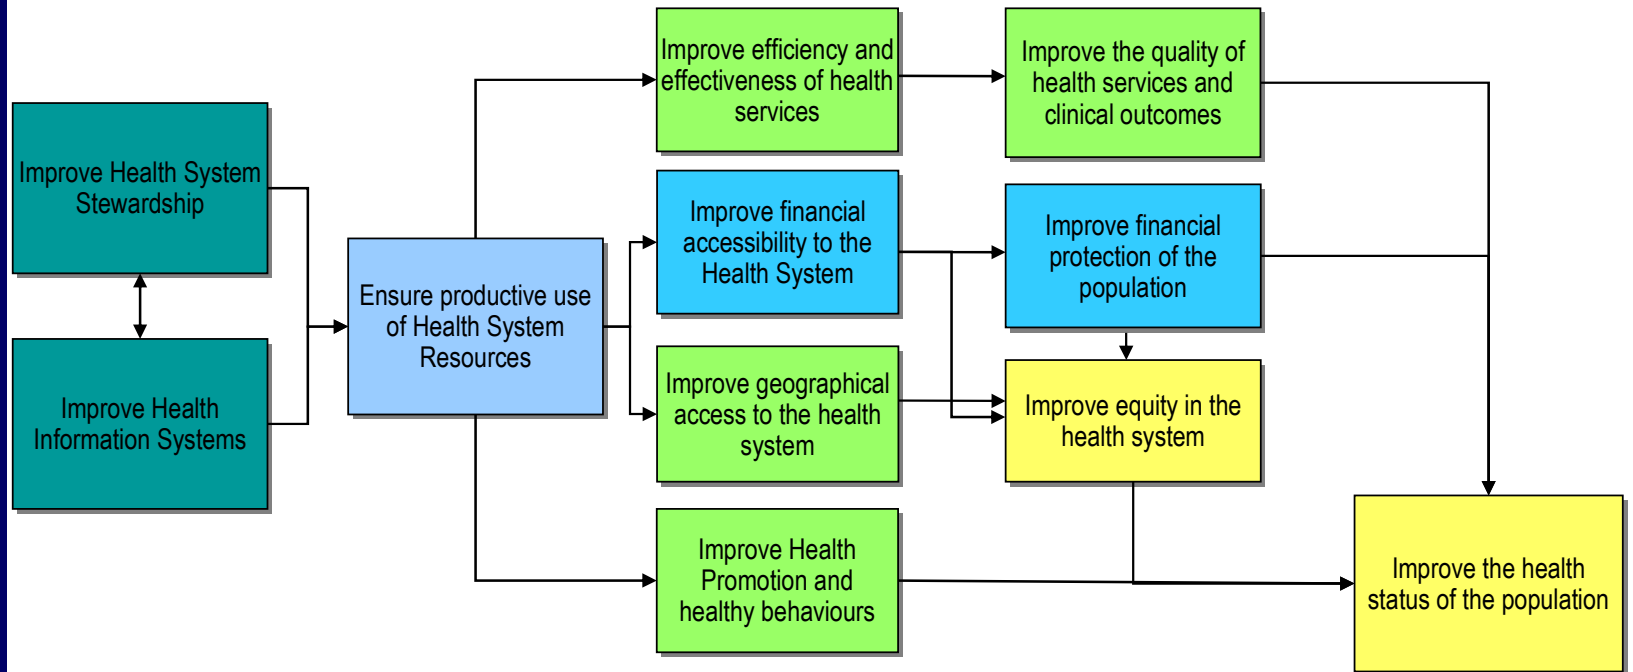 Improve Health System
Stewardship
Improve Health
Information Systems
Ensure productive use
of Health System
Resources
Improve efficiency and
effectiveness of health
services
Improve financial
accessibility to the
Health System
Improve geographical
access to the health
system
Improve Health
Promotion and
healthy behaviours
Improve the quality of
health services and
clinical outcomes
Improve financial
protection of the
population
Improve equity in the
health system
Improve the health
status of the population